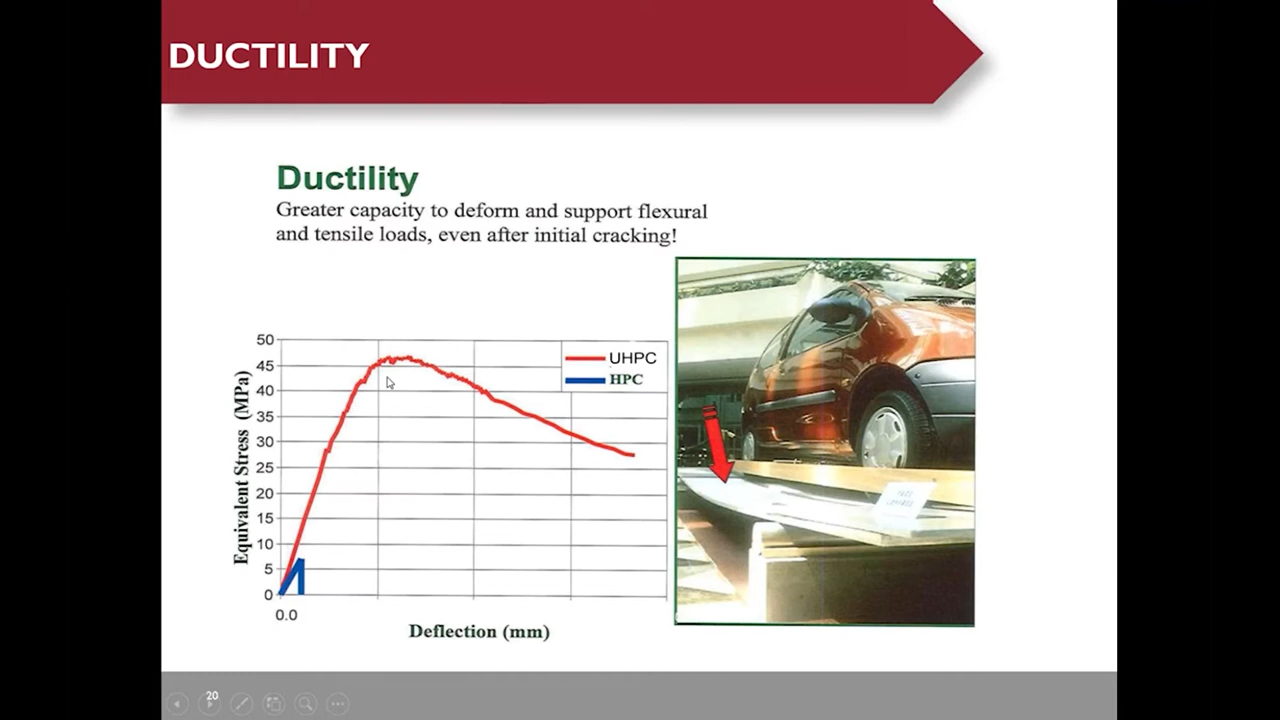 DUCTILITY
Ductility
Greater capacity to deform and support flexural
and tensile loads, even after initial cracking!
50
45
40
35
30
25
20
15
10
5
0
0.0
Equivalent Stress (MPa)
Deflection (mm)
UHPC
HPC
20